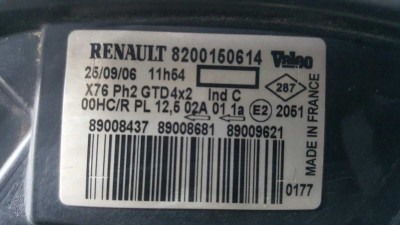 RENAULT 8200150614 Valeo
25/09/06 11h54
287
X76 Ph2 GTD4x2 Ind C
00HC/R PL 12,5 02A 01 1a E2 2051
89008437 89008681 89009621
MADE IN FRANCE
0177